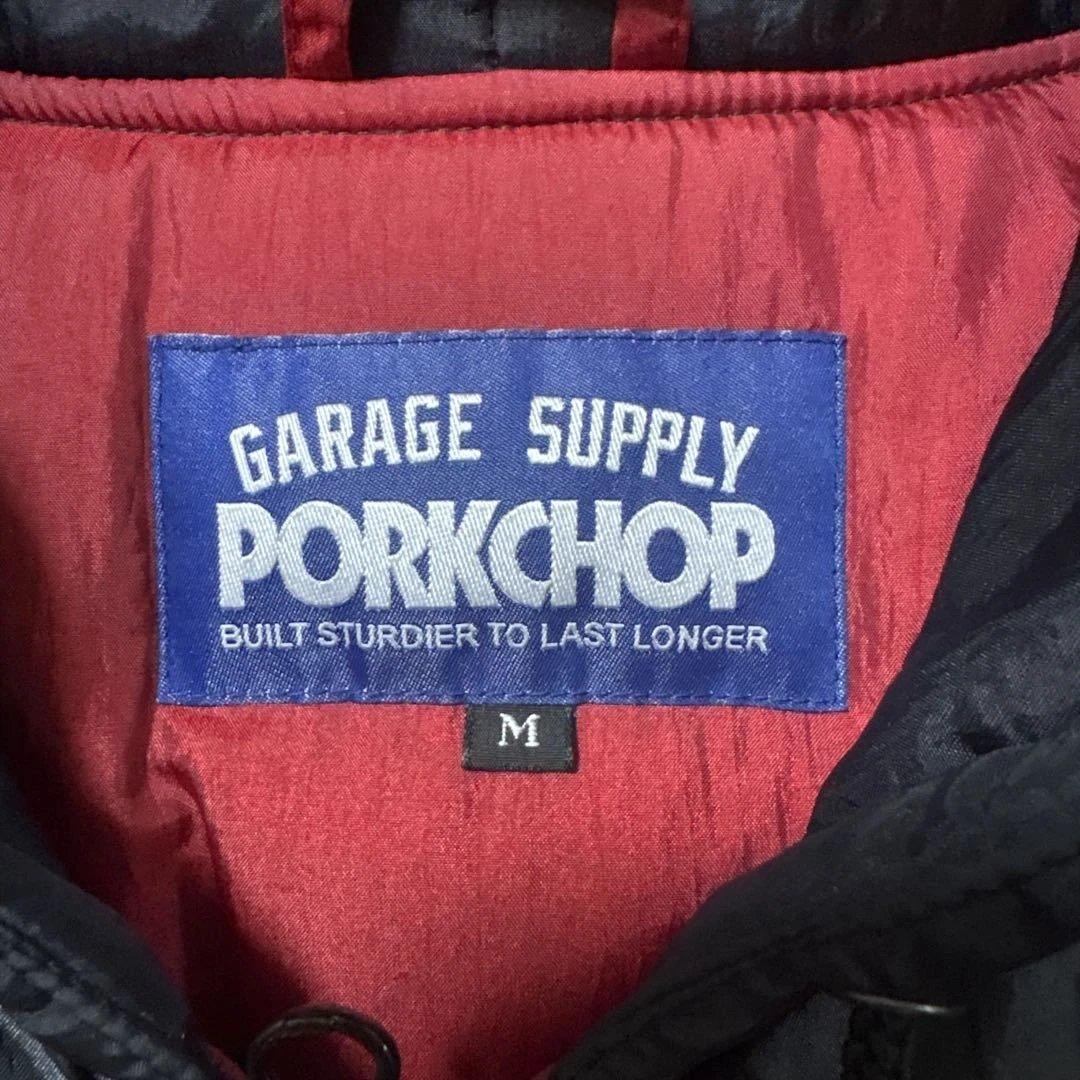 GARAGE SUPPLY
PORKCHOP
BUILT STURDIER TO LAST LONGER
M